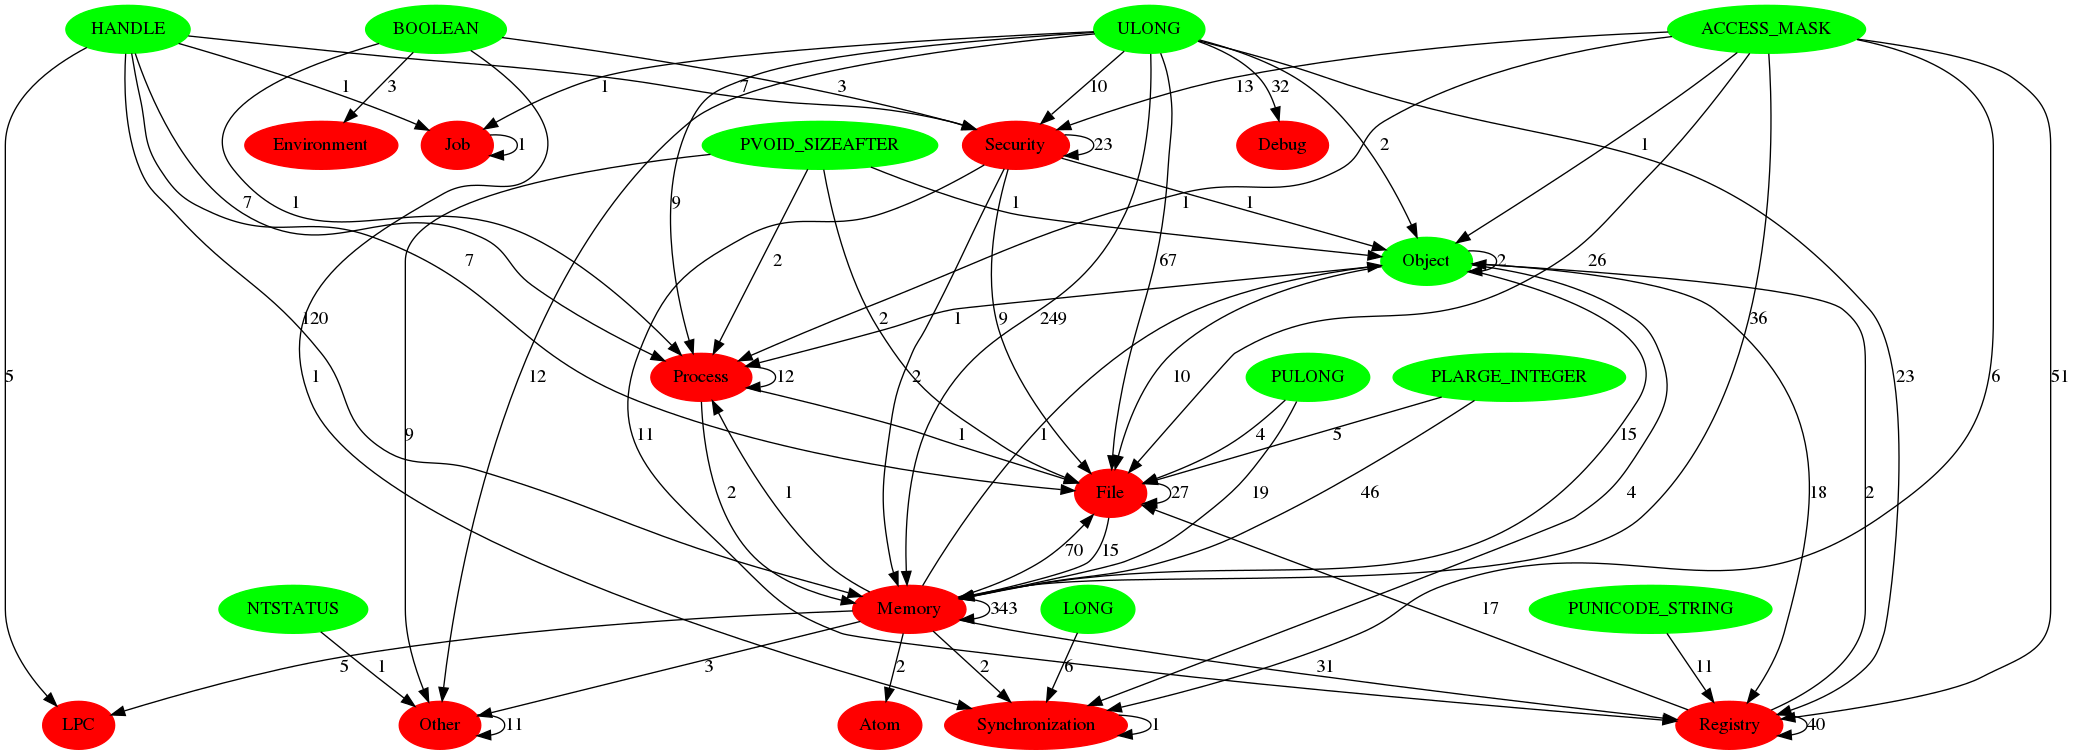 HANDLE
BOOLEAN
ULONG
ACCESS_MASK
1
3
7
3
1
10
32
13
Environment
Job
1
PVOID_SIZEAFTER
Security
23
Debug
2
1
7
1
9
1
1
1
7
2
67
Object
2
26
120
1
2
9
249
36
5
1
12
Process
12
2
10
PULONG
PLARGE_INTEGER
23
6
51
9
11
1
1
4
5
15
2
1
File
27
19
46
4
18
2
70
15
NTSTATUS
Memory
343
LONG
PUNICODE_STRING
17
5
1
3
2
2
6
31
11
LPC
Other
11
Atom
Synchronization
1
Registry
40